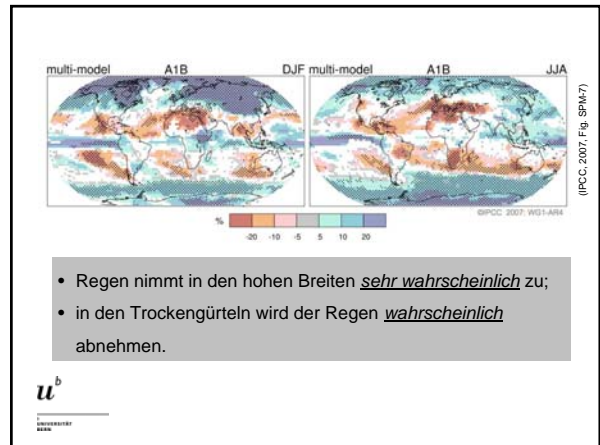 multi-model A1B DJF multi-model A1B JJA
(IPCC, 2007, Fig. SPM-7)
©IPCC 2007: WG1-AR4
%
-20 -10 -5 5 10 20
• Regen nimmt in den hohen Breiten sehr wahrscheinlich zu;
• in den Trockengürteln wird der Regen wahrscheinlich
abnehmen.
u^b
UNIVERSITÄT
BERN